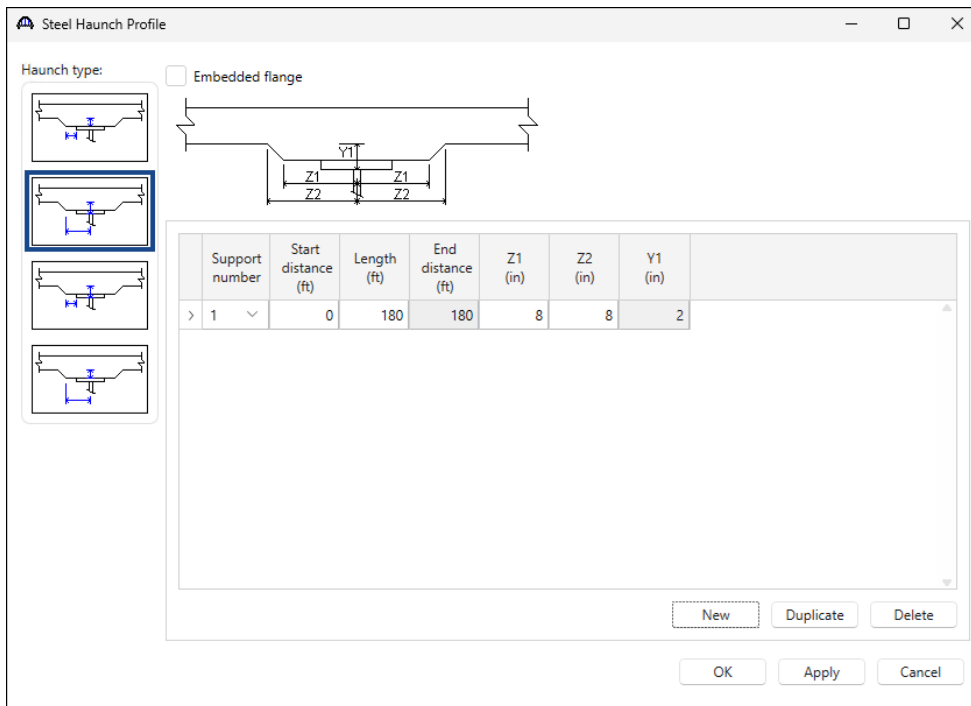 Steel Haunch Profile
Haunch type:
Embedded flange
Y1
Z1 Z1
Z2 Z2
Support number Start distance (ft) Length (ft) End distance (ft) Z1 (in) Z2 (in) Y1 (in)
1 0 180 180 8 8 2
New Duplicate Delete
OK Apply Cancel